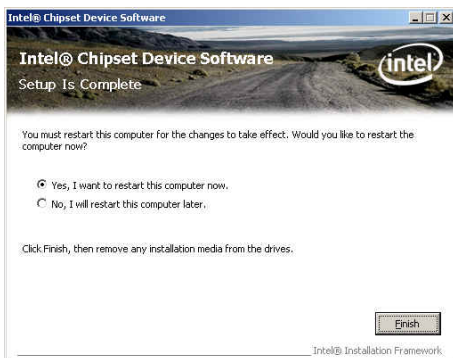 Intel® Chipset Device Software
Intel® Chipset Device Software
intel
Setup Is Complete
You must restart this computer for the changes to take effect. Would you like to restart the
computer now?
Yes, I want to restart this computer now.
No, I will restart this computer later.
Click Finish, then remove any installation media from the drives.
Finish
Intel® Installation Framework